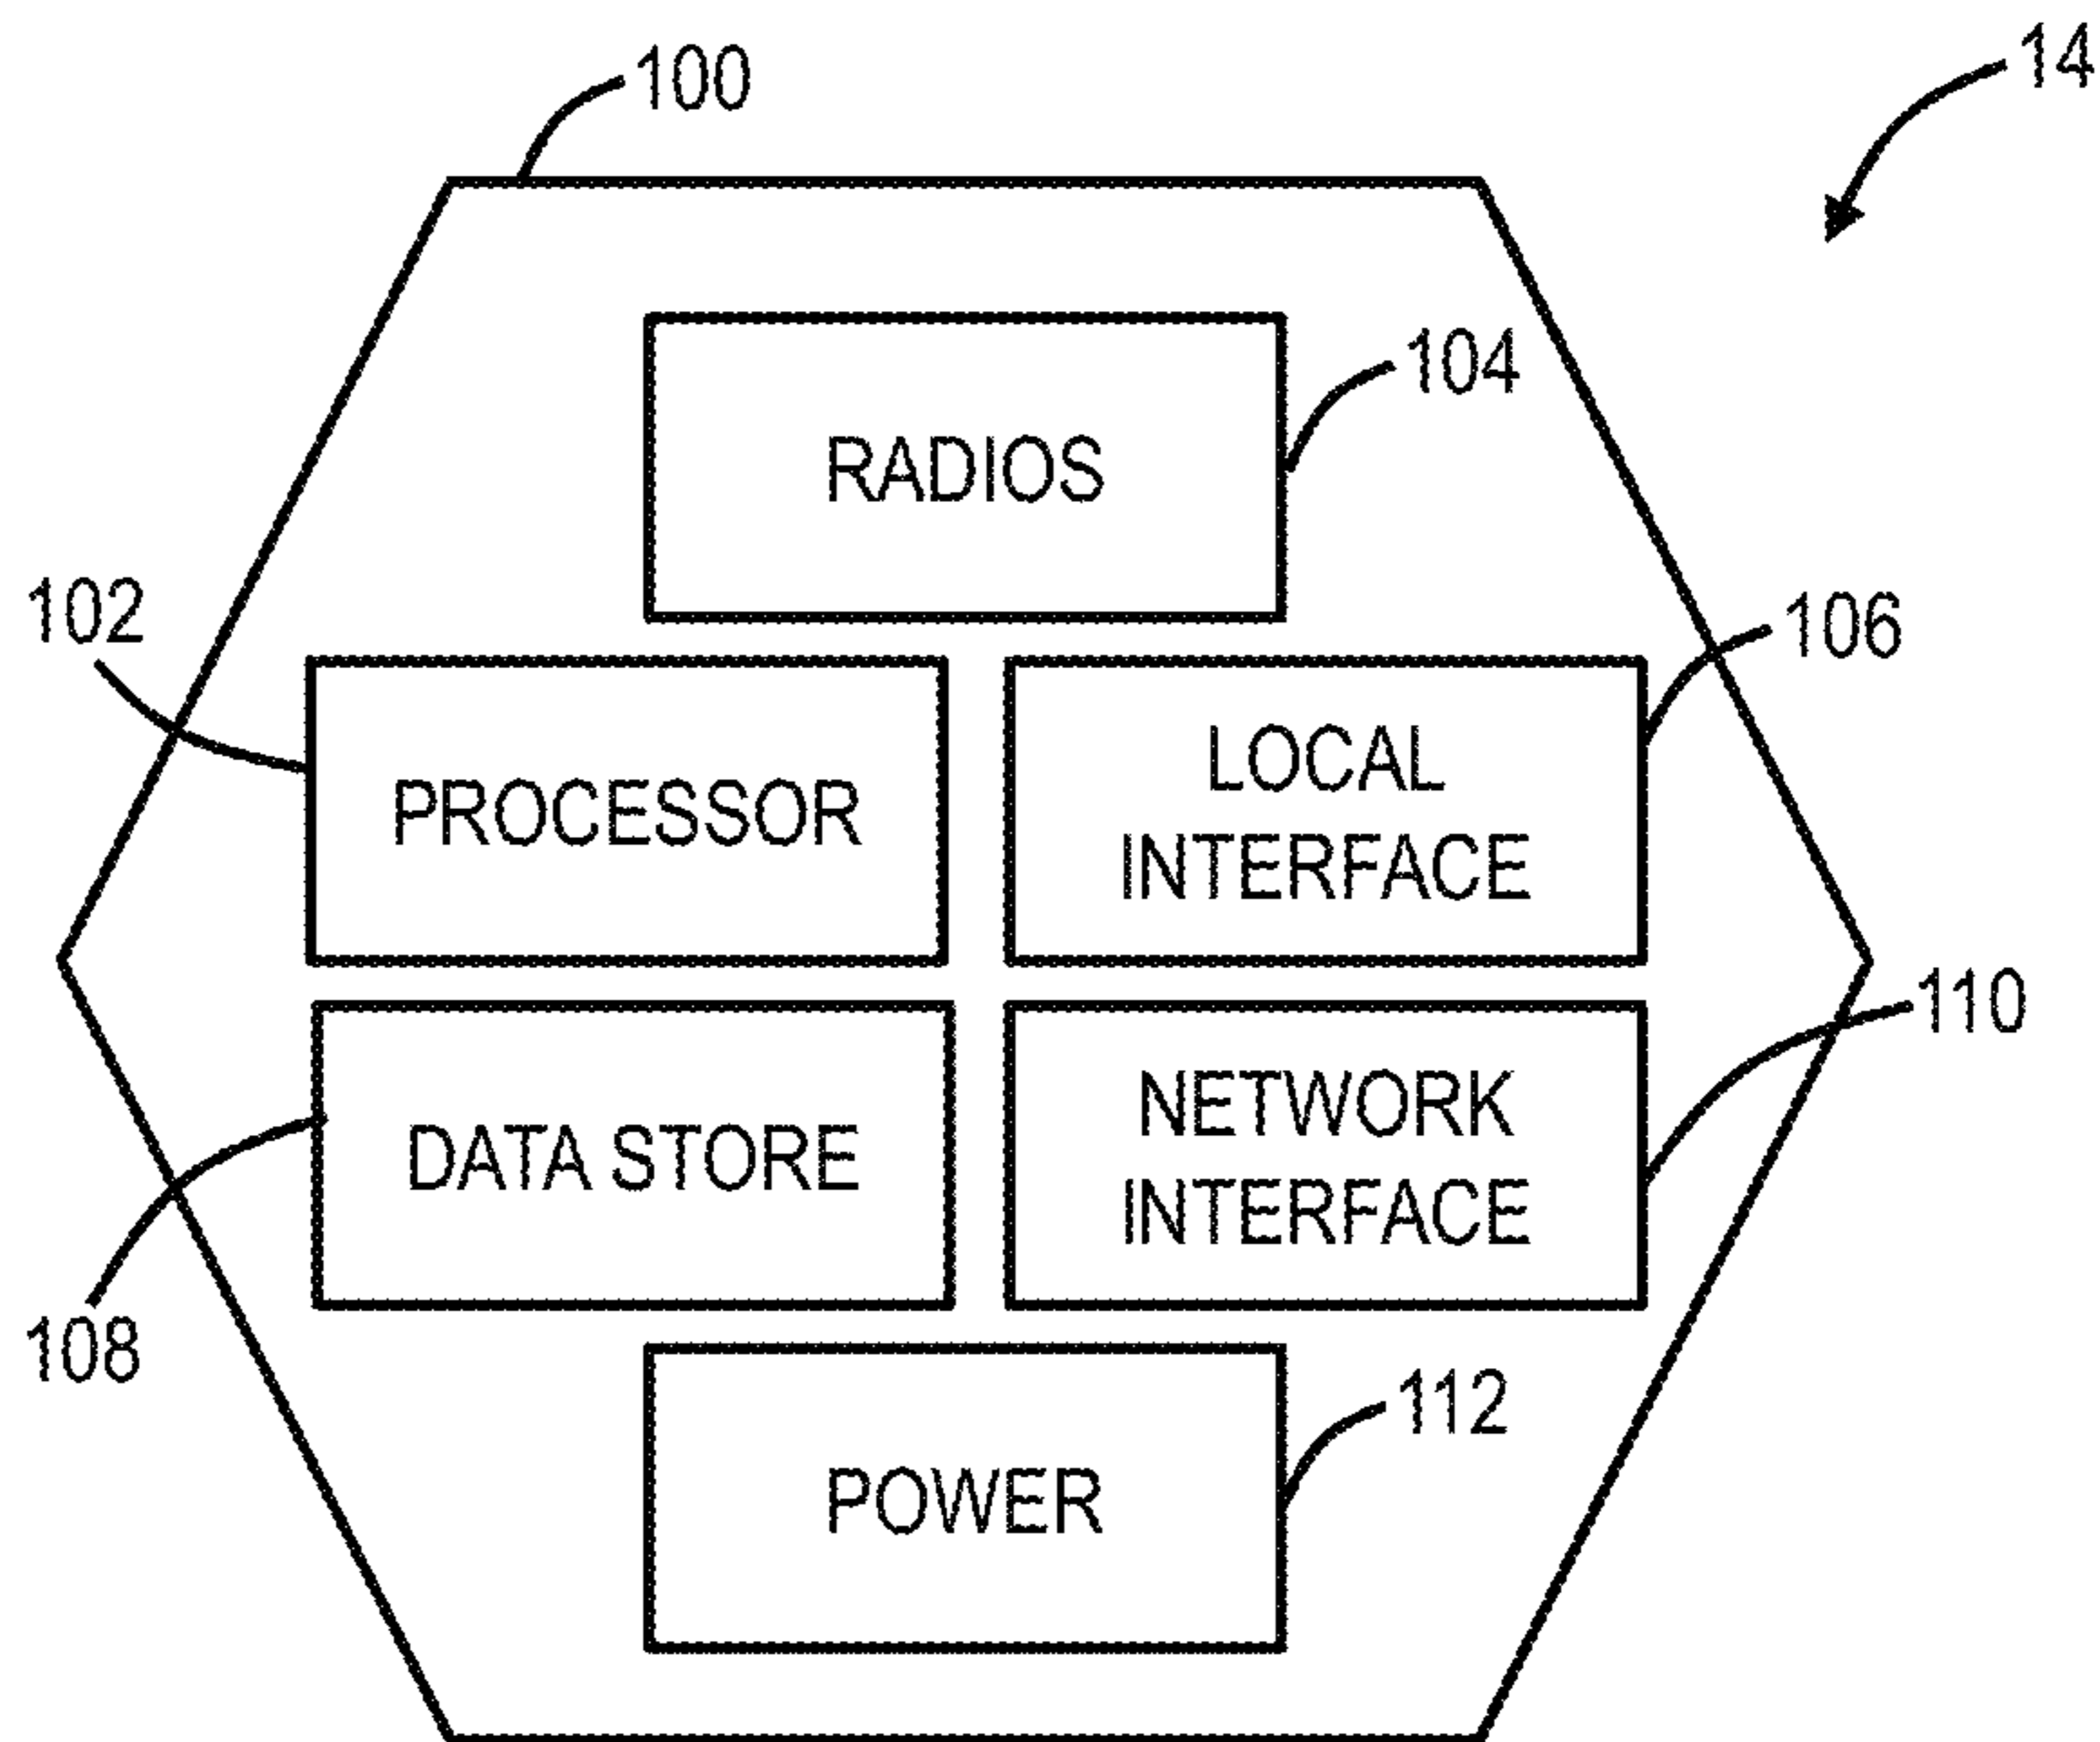 100
14
RADIOS
104
102
PROCESSOR
LOCAL
INTERFACE
106
DATA STORE
108
NETWORK
INTERFACE
110
POWER
112